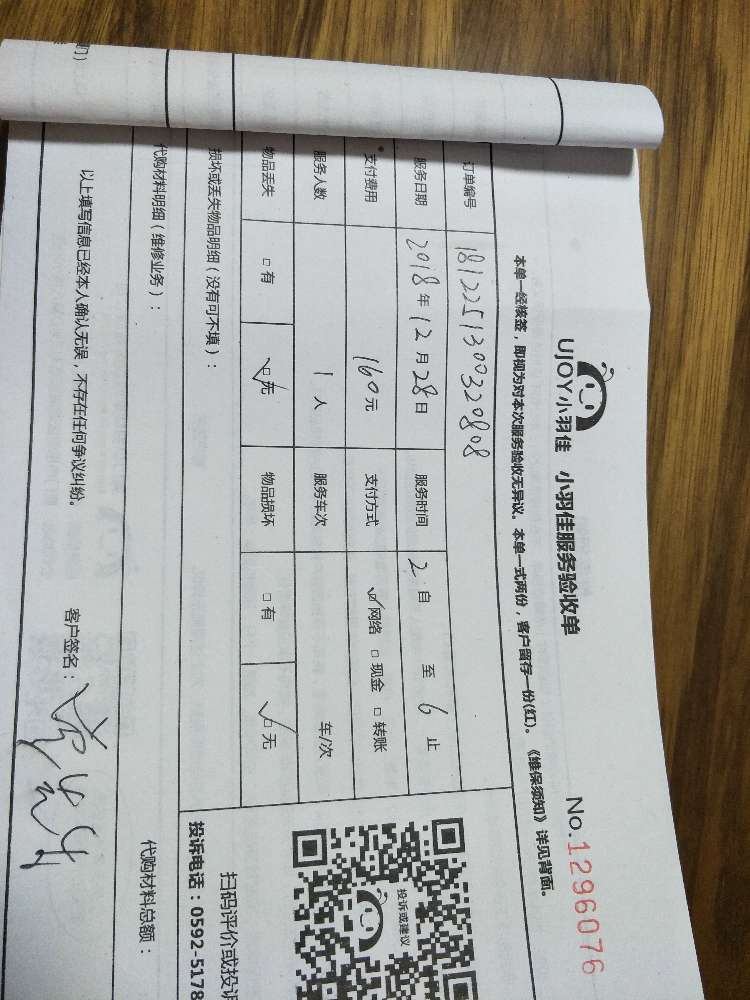 UJOY小羽佳 小羽佳服务验收单
No.1296076
本单一经核签，即视为对本次服务验收无异议。本单一式两份，客户留存一份(红)。《维保须知》详见背面。
订单编号 1812251300320808
服务日期 2018年12月28日 服务时间 2自 至 6止
支付费用 160元 支付方式 ☑网络 □现金 □转账
服务人数 1人 服务车次 车/次
物品丢失 □有 ☑无 物品损坏 □有 ☑无
损坏或丢失物品明细（没有可不填）：
代购材料明细（维修业务）：
代购材料总额：
以上填写信息已经本人确认无误，不存在任何争议纠纷。
客户签名：
投诉或建议
扫码评价或投诉
投诉电话：0592-5178